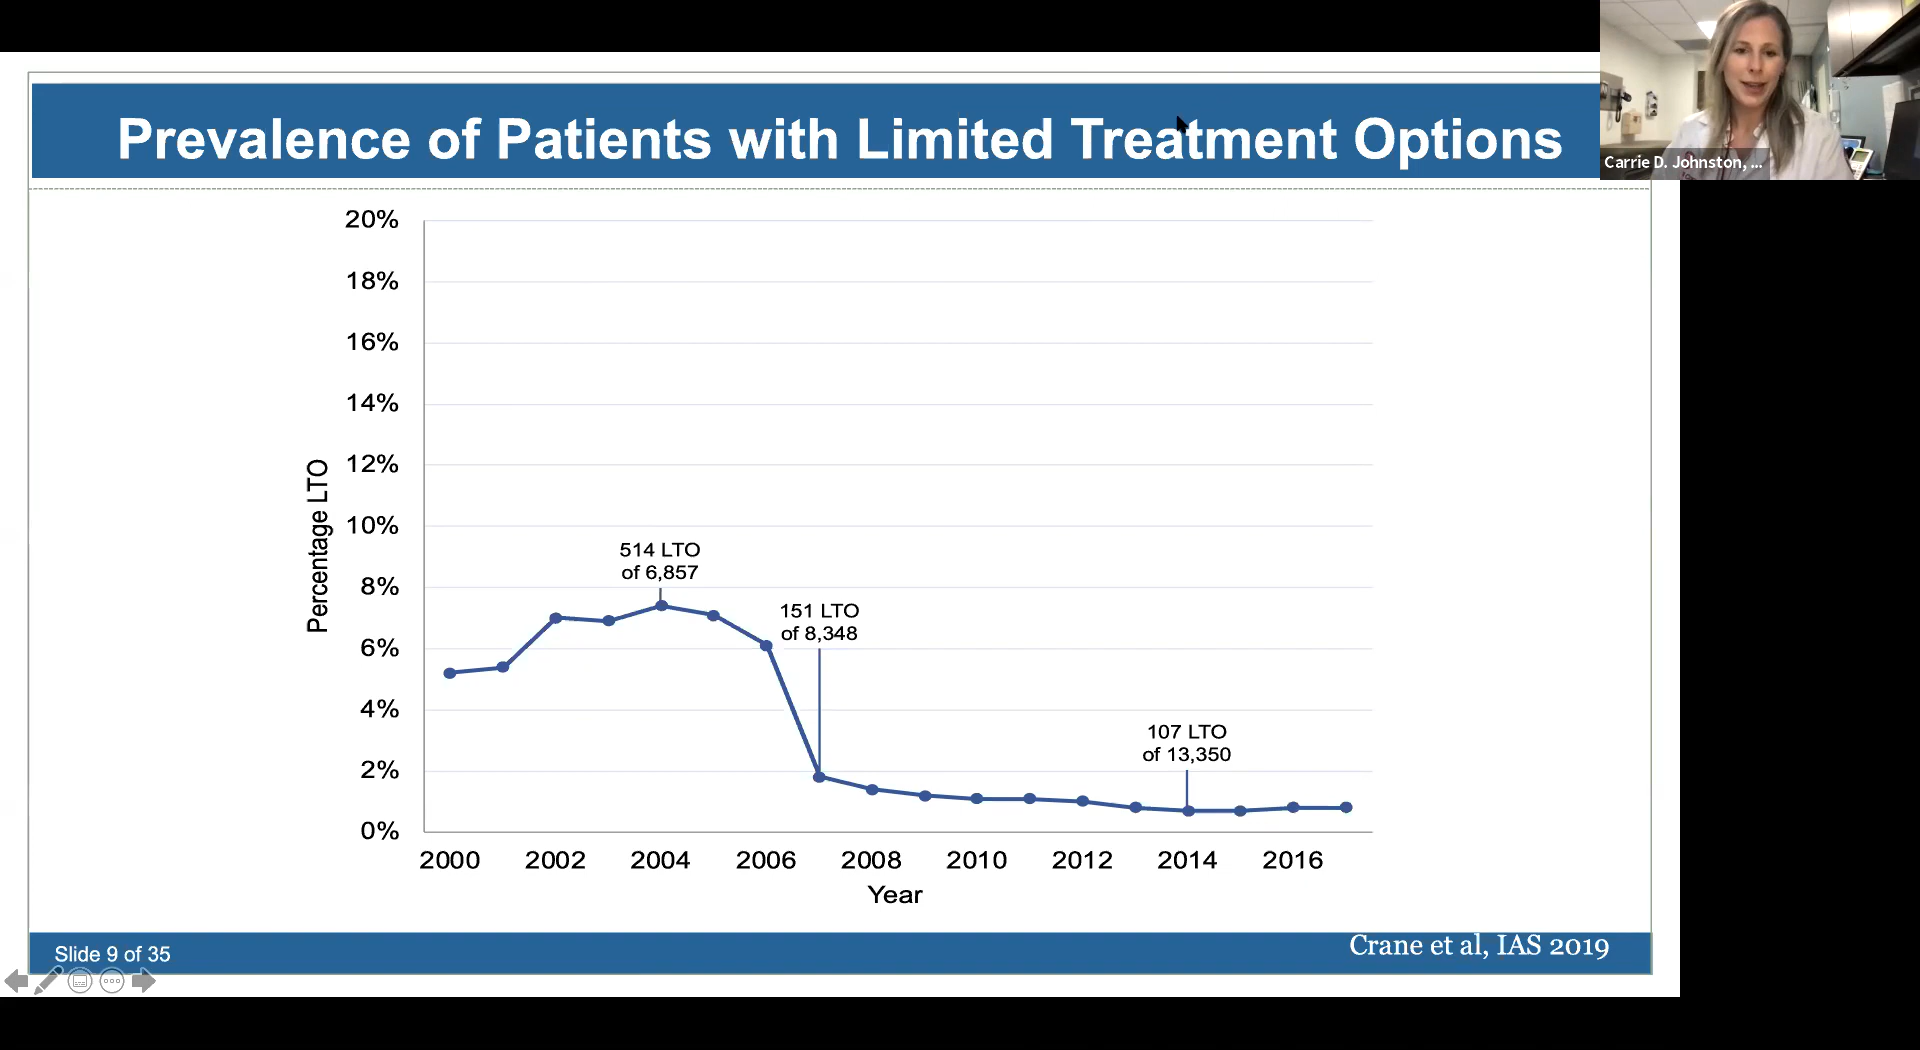 Prevalence of Patients with Limited Treatment Options
Carrie D. Johnston, ...
20%
18%
16%
14%
12%
10%
8%
6%
4%
2%
0%
Percentage LTO
514 LTO
of 6,857
151 LTO
of 8,348
107 LTO
of 13,350
2000 2002 2004 2006 2008 2010 2012 2014 2016
Year
Slide 9 of 35
Crane et al, IAS 2019